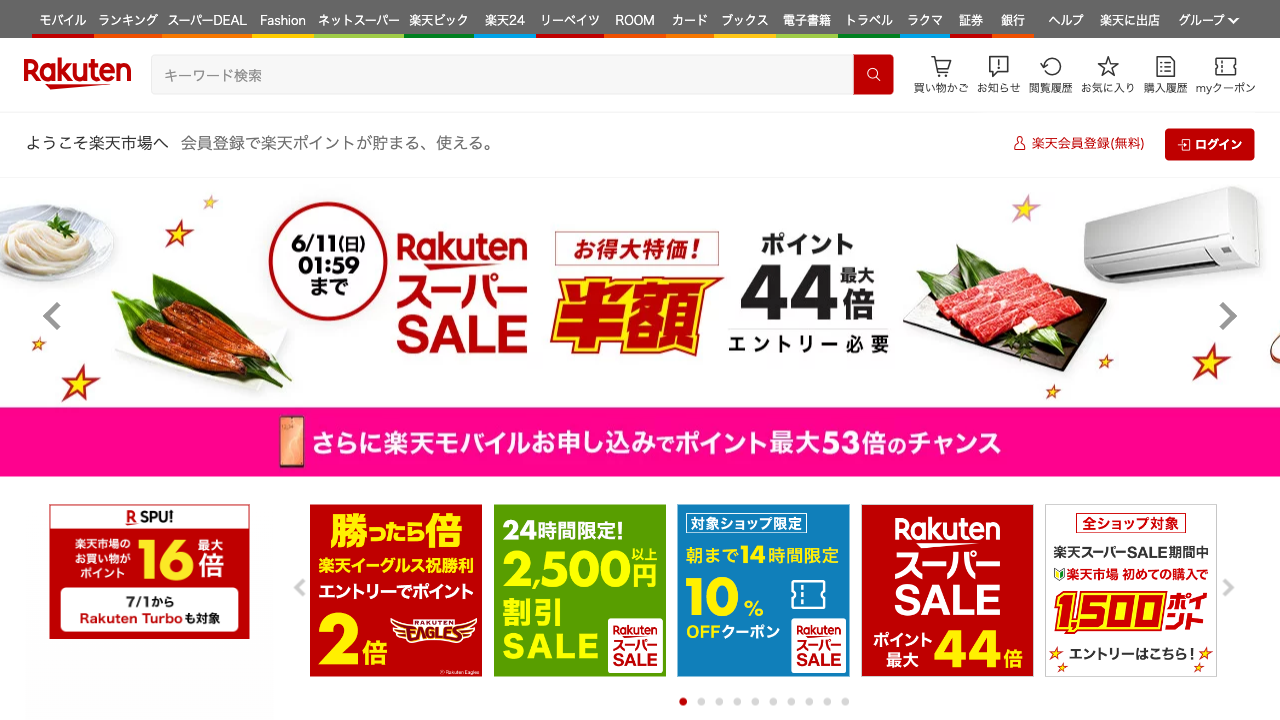 モバイル ランキング スーパーDEAL Fashion ネットスーパー 楽天ビック 楽天24 リーベイツ ROOM カード ブックス 電子書籍 トラベル ラクマ 証券 銀行 ヘルプ 楽天に出店 グループ
Rakuten
キーワード検索
買い物かご お知らせ 閲覧履歴 お気に入り 購入履歴 myクーポン
ようこそ楽天市場へ 会員登録で楽天ポイントが貯まる、使える。
楽天会員登録(無料) ログイン
6/11(日)
01:59
まで
Rakuten
スーパー
SALE
お得大特価!
半額
ポイント
44最大倍
エントリー必要
さらに楽天モバイルお申し込みでポイント最大53倍のチャンス
R SPU!
楽天市場の
お買い物が
ポイント
16最大倍
7/1から
Rakuten Turboも対象
勝ったら倍
楽天イーグルス祝勝利
エントリーでポイント
2倍
RAKUTEN
EAGLES
©Rakuten Eagles
24時間限定!
2,500以上円
割引
SALE
Rakuten
スーパー
SALE
対象ショップ限定
朝まで14時間限定
10%
OFFクーポン
Rakuten
スーパー
SALE
Rakuten
スーパー
SALE
ポイント
最大44倍
全ショップ対象
楽天スーパーSALE期間中
楽天市場 初めての購入で
1,500ポイント
エントリーはこちら!